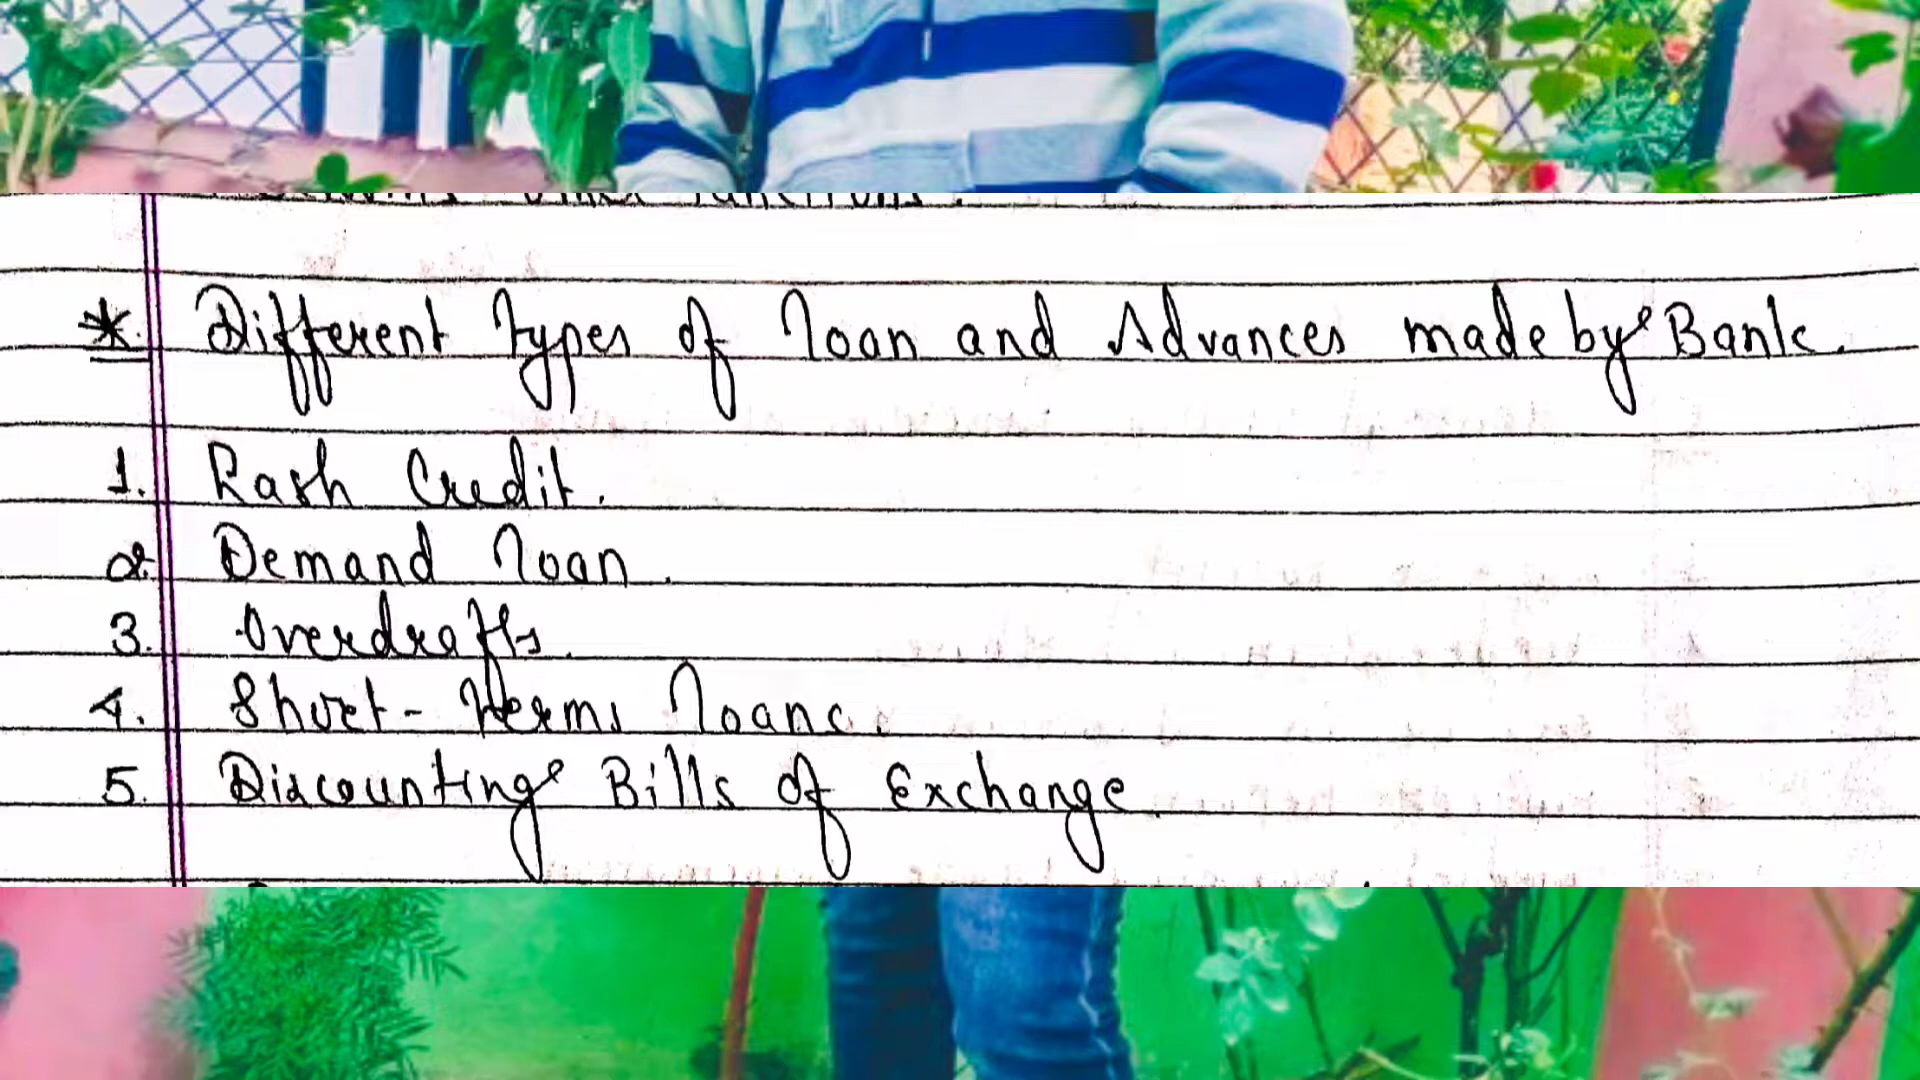 * Different Types of Loan and Advances made by Bank.
1. Cash Credit.
2. Demand Loan.
3. Overdrafts.
4. Short-Terms Loans.
5. Discounting Bills of Exchange